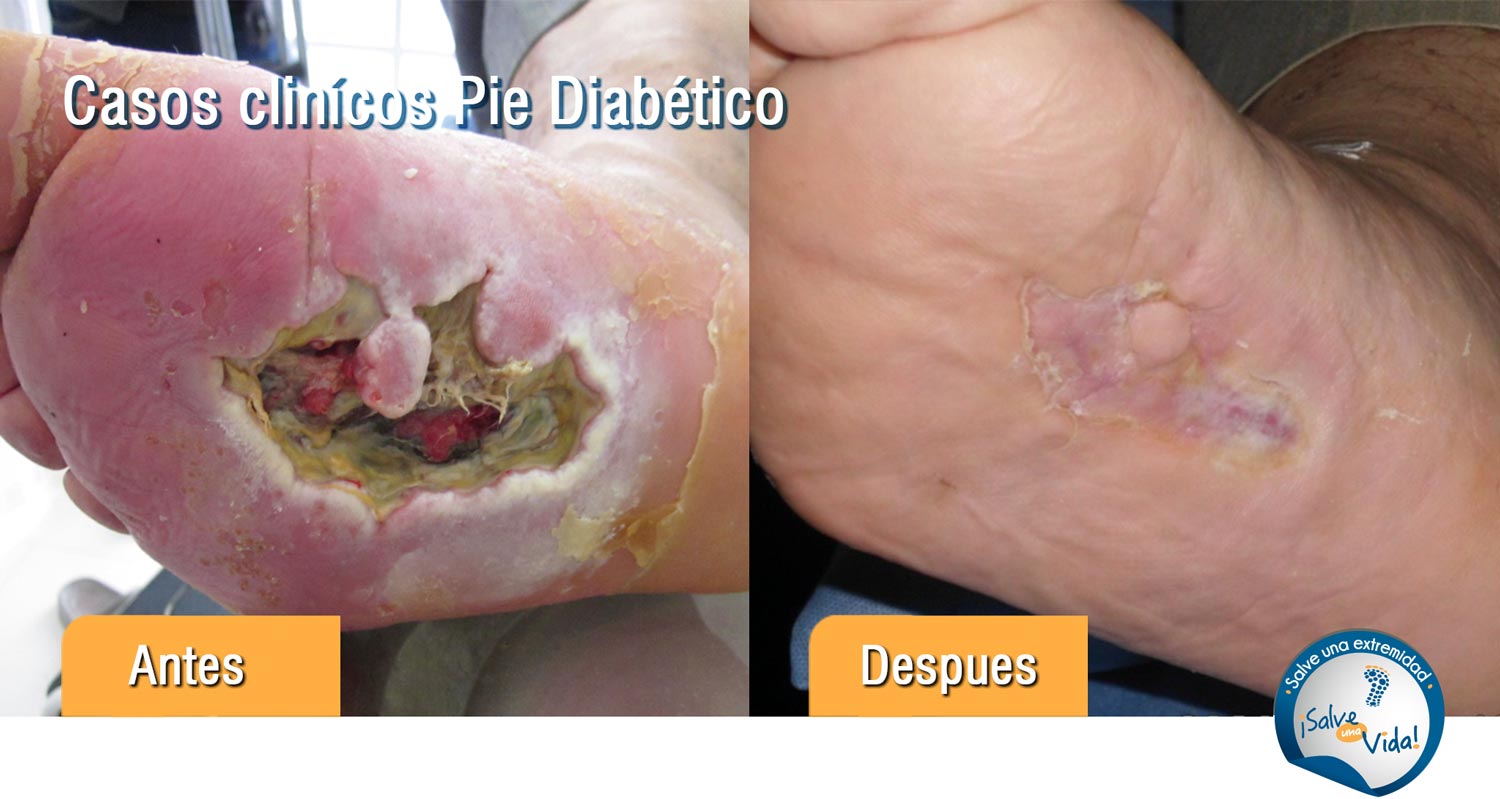 Casos clinícos Pie Diabético
Antes
Despues
Salve una extremidad
¡Salve una Vida!